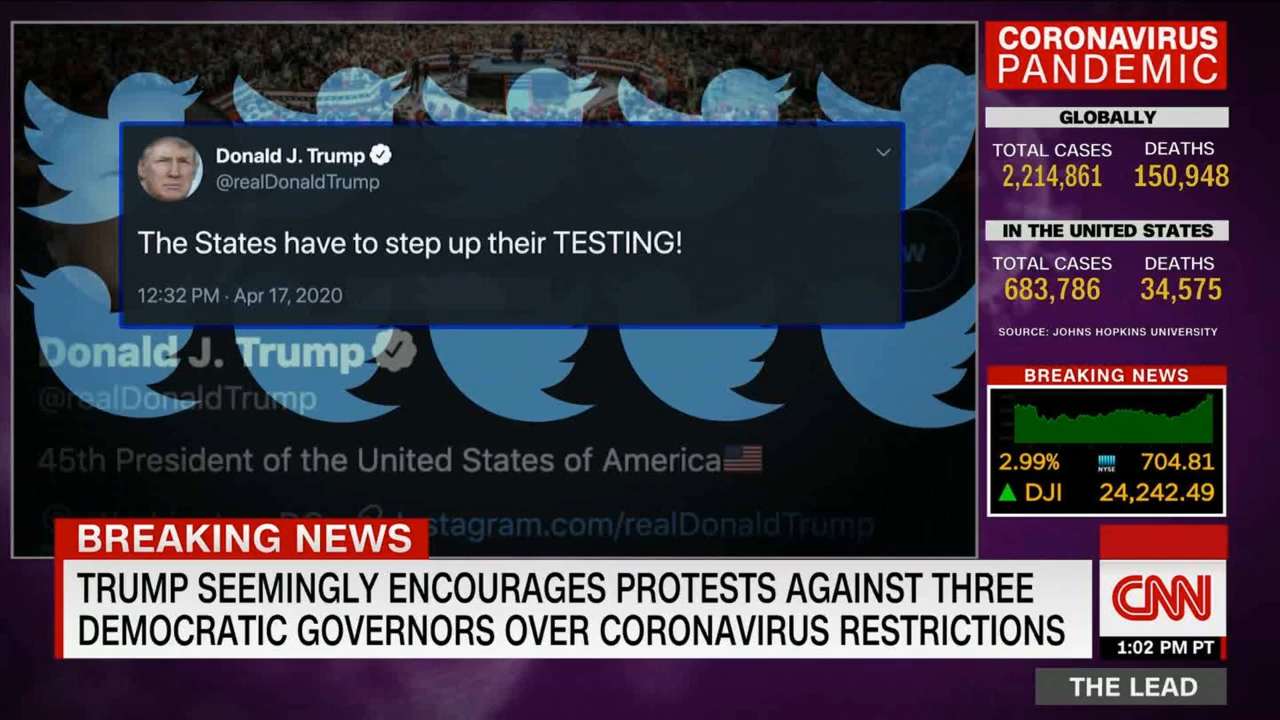 Donald J. Trump
@realDonaldTrump
The States have to step up their TESTING!
12:32 PM · Apr 17, 2020
Donald J. Trump
@realDonaldTrump
45th President of the United States of America
stagram.com/realDonaldTrump
BREAKING NEWS
TRUMP SEEMINGLY ENCOURAGES PROTESTS AGAINST THREE
DEMOCRATIC GOVERNORS OVER CORONAVIRUS RESTRICTIONS
CORONAVIRUS
PANDEMIC
GLOBALLY
TOTAL CASES DEATHS
2,214,861 150,948
IN THE UNITED STATES
TOTAL CASES DEATHS
683,786 34,575
SOURCE: JOHNS HOPKINS UNIVERSITY
BREAKING NEWS
2.99% NYSE 704.81
DJI 24,242.49
CNN
1:02 PM PT
THE LEAD